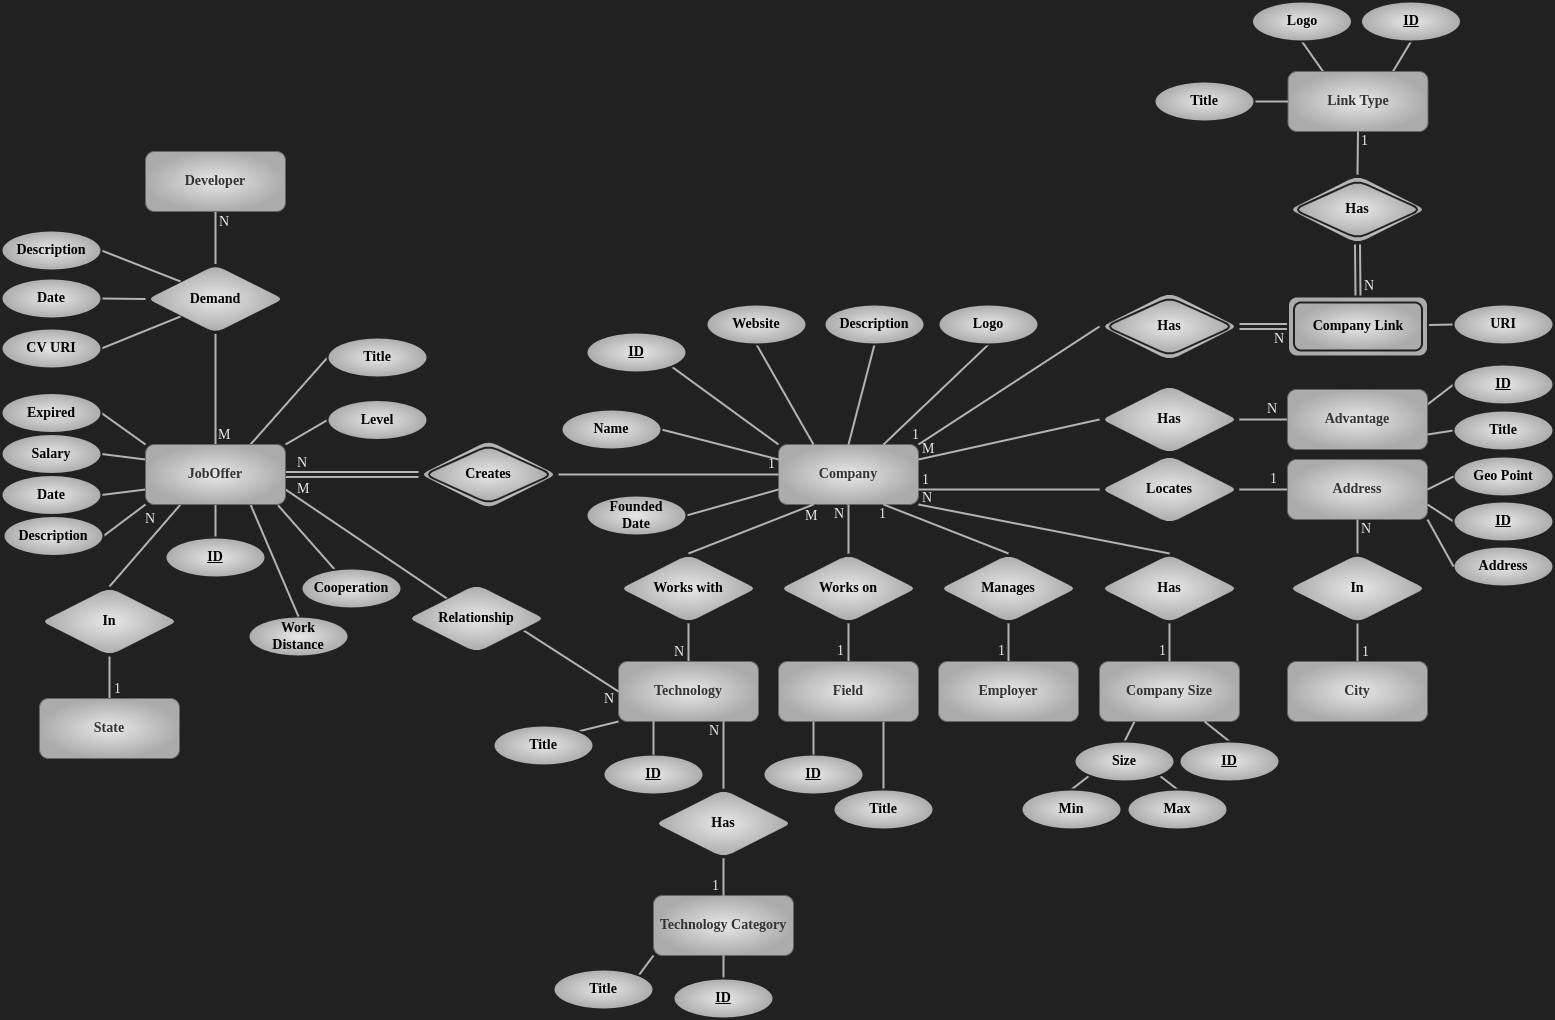 Logo
ID
Title
Link Type
1
Has
N
Developer
N
Description
Date
CV URI
Demand
M
Title
Level
Expired
Salary
Date
Description
JobOffer
N
M
N
ID
Cooperation
Work
Distance
In
1
State
Creates
1
Relationship
N
ID
Website
Description
Logo
Name
Founded
Date
Company
1
M
1
N
M
N
1
Has
N
Company Link
URI
Has
N
Advantage
ID
Title
Locates
1
Address
Geo Point
ID
Address
N
In
1
City
Works with
N
Technology
Title
ID
N
Has
1
Technology Category
Title
ID
Works on
1
Field
ID
Title
Manages
1
Employer
Has
1
Company Size
Size
ID
Min
Max